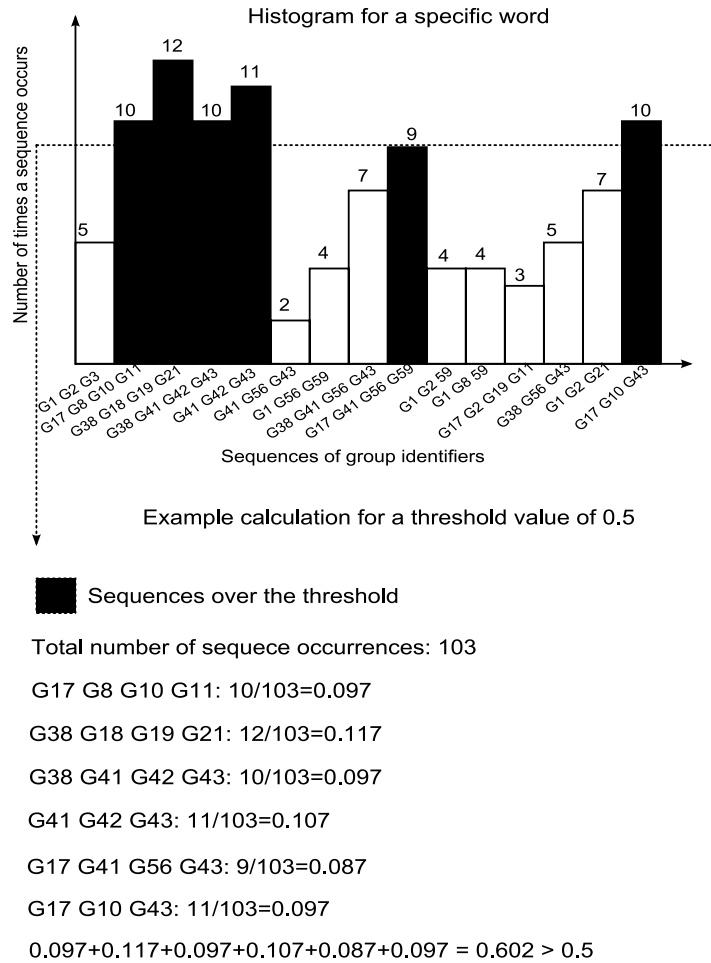 Histogram for a specific word
Number of times a sequence occurs
5
10
12
10
11
2
4
7
9
4
4
3
5
7
10
G1 G2 G3
G17 G8 G10 G11
G38 G18 G19 G21
G38 G41 G42 G43
G41 G42 G43
G41 G56 G43
G1 G56 G59
G38 G41 G56 G43
G17 G41 G56 G59
G1 G2 59
G1 G8 59
G17 G2 G19 G11
G38 G56 G43
G1 G2 G21
G17 G10 G43
Sequences of group identifiers
Example calculation for a threshold value of 0.5
Sequences over the threshold
Total number of sequece occurrences: 103
G17 G8 G10 G11: 10/103=0.097
G38 G18 G19 G21: 12/103=0.117
G38 G41 G42 G43: 10/103=0.097
G41 G42 G43: 11/103=0.107
G17 G41 G56 G43: 9/103=0.087
G17 G10 G43: 11/103=0.097
0.097+0.117+0.097+0.107+0.087+0.097 = 0.602 > 0.5